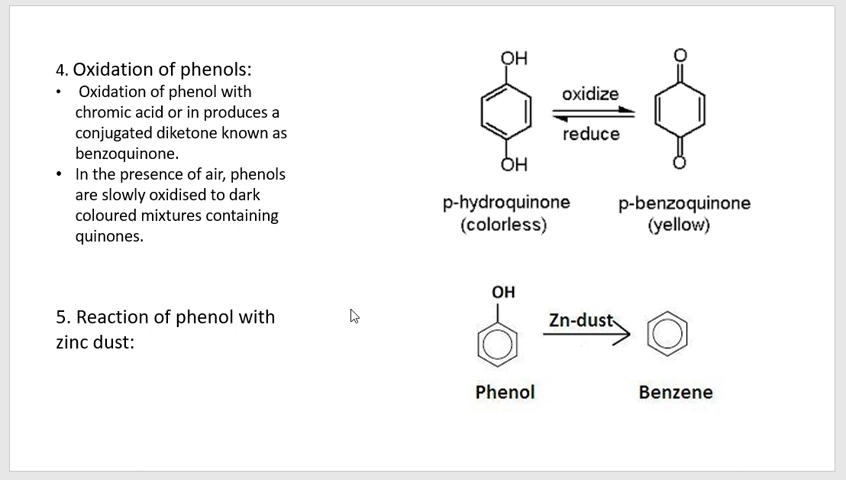 4. Oxidation of phenols:
• Oxidation of phenol with
chromic acid or in produces a
conjugated diketone known as
benzoquinone.
• In the presence of air, phenols
are slowly oxidised to dark
coloured mixtures containing
quinones.
OH
OH
oxidize
reduce
O
O
p-hydroquinone
(colorless)
p-benzoquinone
(yellow)
5. Reaction of phenol with
zinc dust:
OH
Zn-dust
Phenol
Benzene